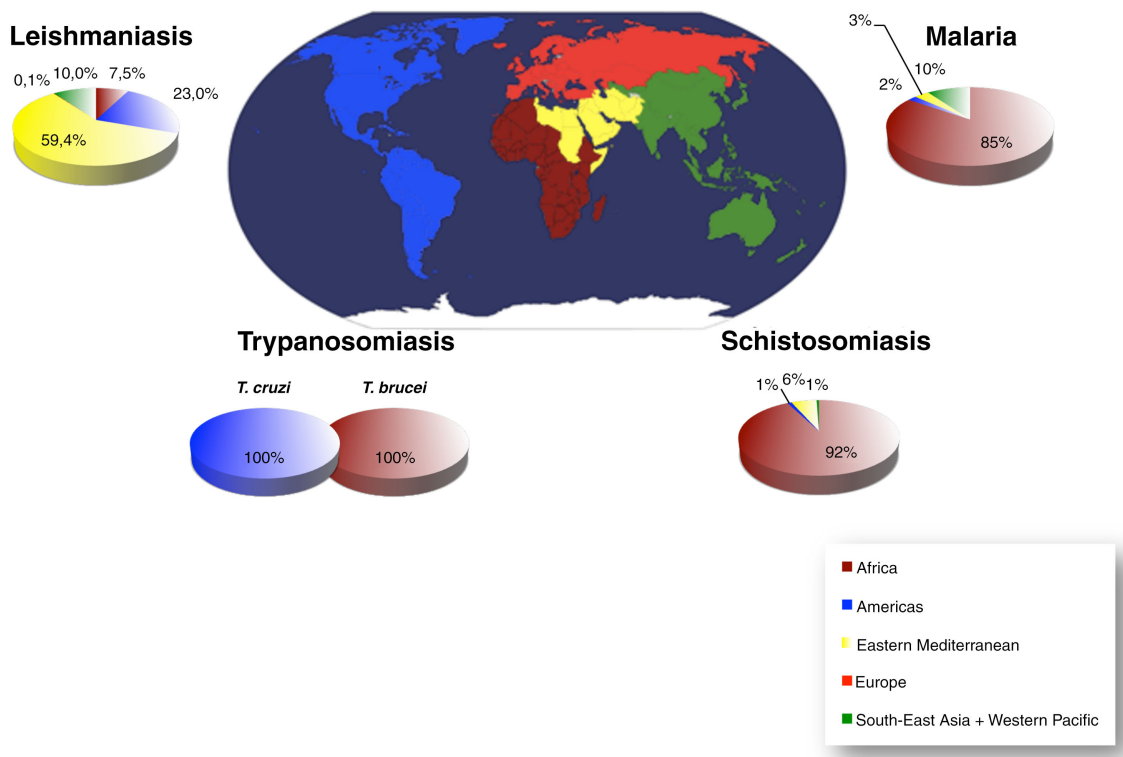 Leishmaniasis
0,1%
10,0%
7,5%
23,0%
59,4%
Malaria
3%
2%
10%
85%
Trypanosomiasis
T. cruzi
T. brucei
100%
100%
Schistosomiasis
1%
6%
1%
92%
Africa
Americas
Eastern Mediterranean
Europe
South-East Asia + Western Pacific